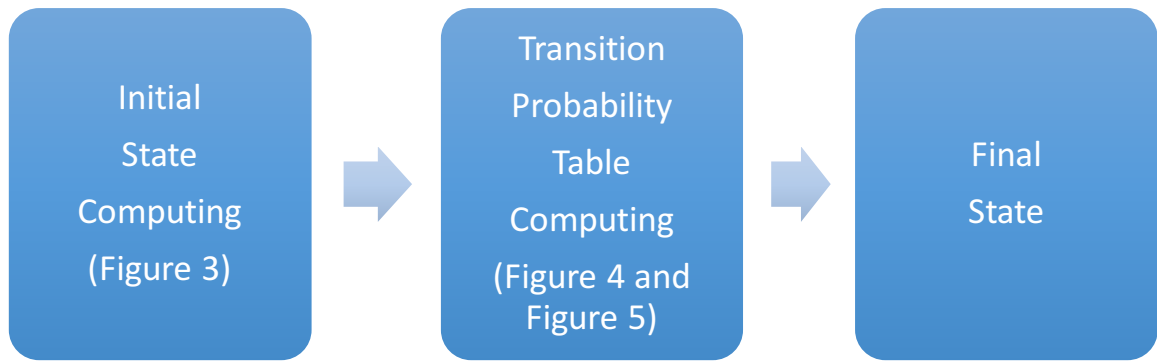 Initial
State
Computing
(Figure 3)
Transition
Probability
Table
Computing
(Figure 4 and
Figure 5)
Final
State